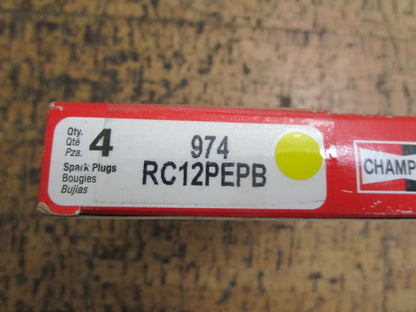 Qty. 4
Qté
Pza.
Spark Plugs
Bougies
Bujías
974
RC12PEPB
CHAMP